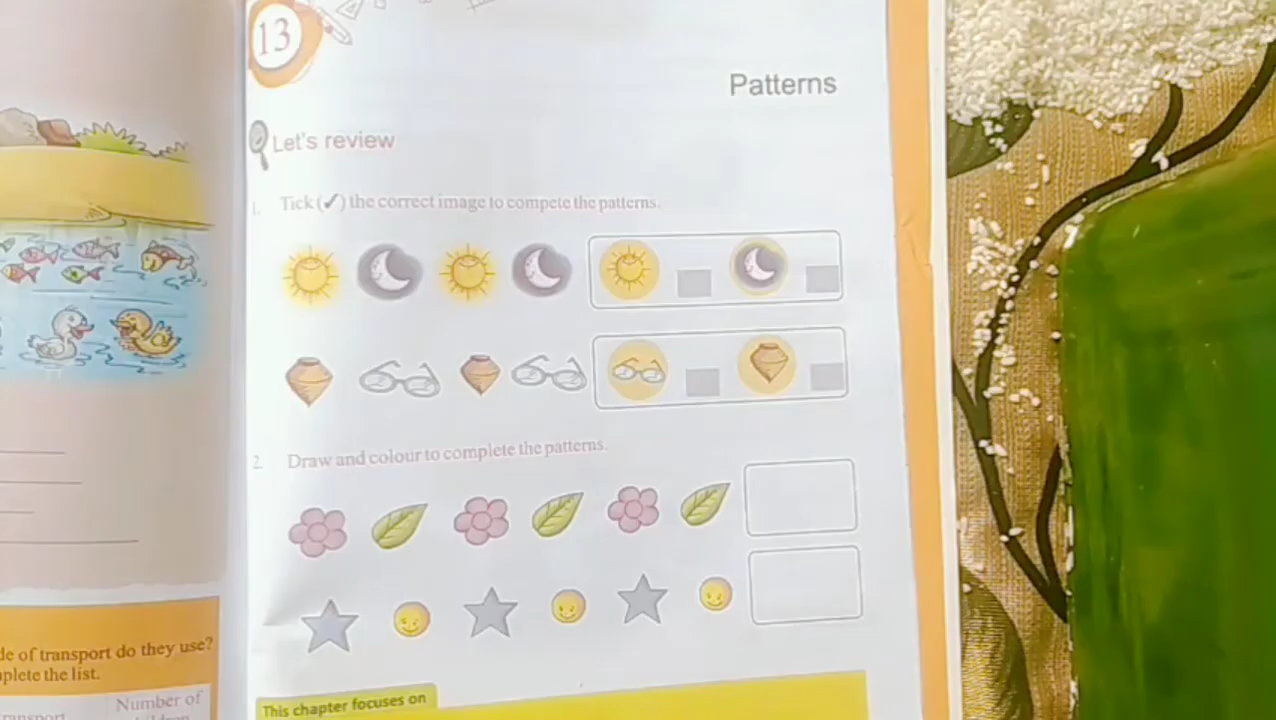 13
Patterns
Let's review
1. Tick (✓) the correct image to compete the patterns.
2. Draw and colour to complete the patterns.
This chapter focuses on
de of transport do they use?
plete the list.
Number of